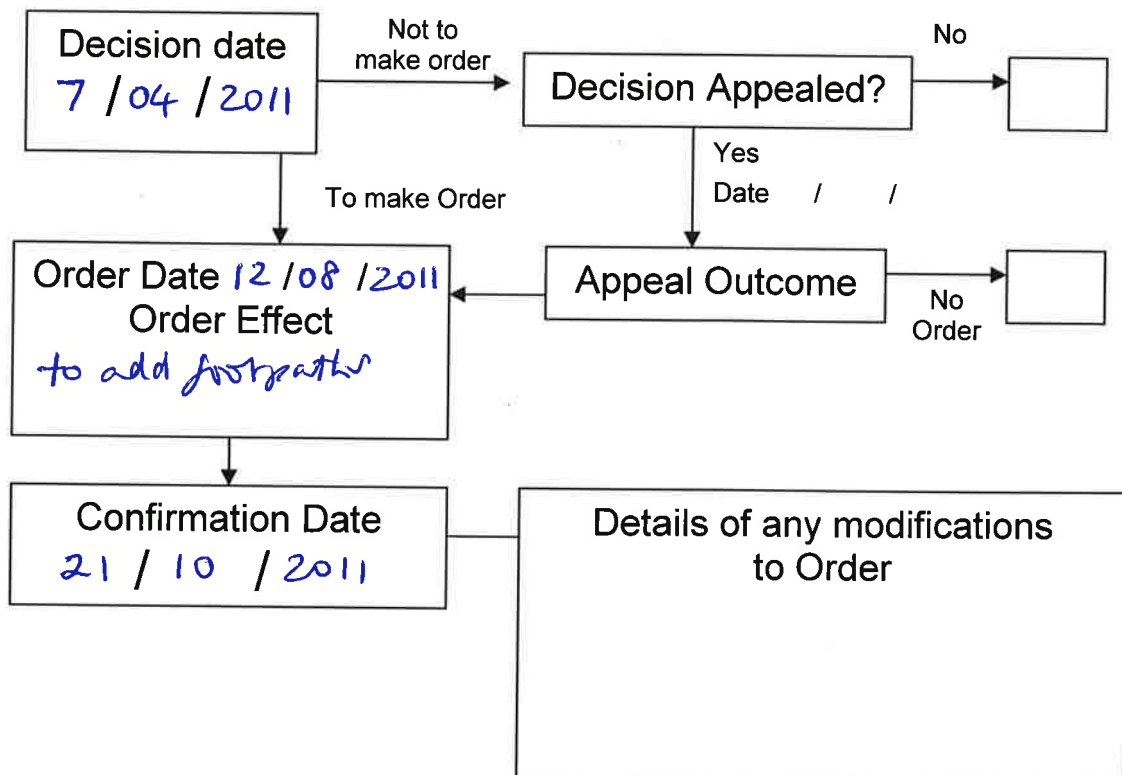 Decision date
7 / 04 / 2011
Not to
make order
Decision Appealed?
No
Yes
Date / /
To make Order
Order Date 12 / 08 / 2011
Order Effect
to add footpaths
Appeal Outcome
No
Order
Confirmation Date
21 / 10 / 2011
Details of any modifications
to Order